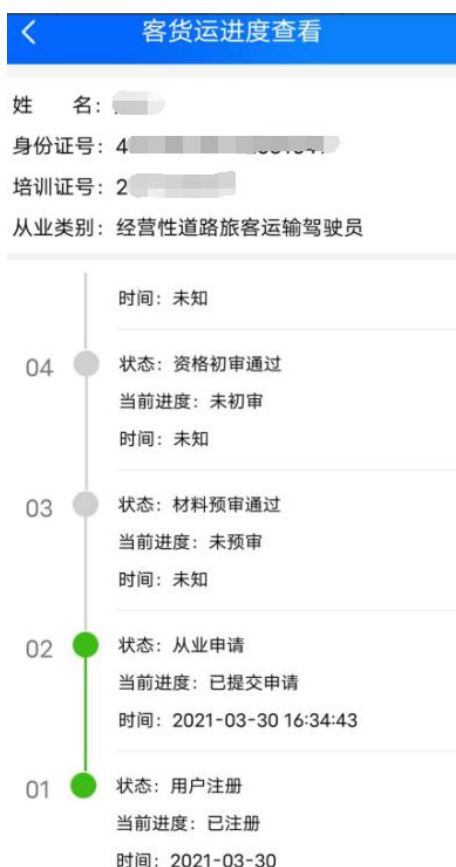 客货运进度查看
姓 名:
身份证号: 4
培训证号: 2
从业类别: 经营性道路旅客运输驾驶员
时间: 未知
04
状态: 资格初审通过
当前进度: 未初审
时间: 未知
03
状态: 材料预审通过
当前进度: 未预审
时间: 未知
02
状态: 从业申请
当前进度: 已提交申请
时间: 2021-03-30 16:34:43
01
状态: 用户注册
当前进度: 已注册
时间: 2021-03-30